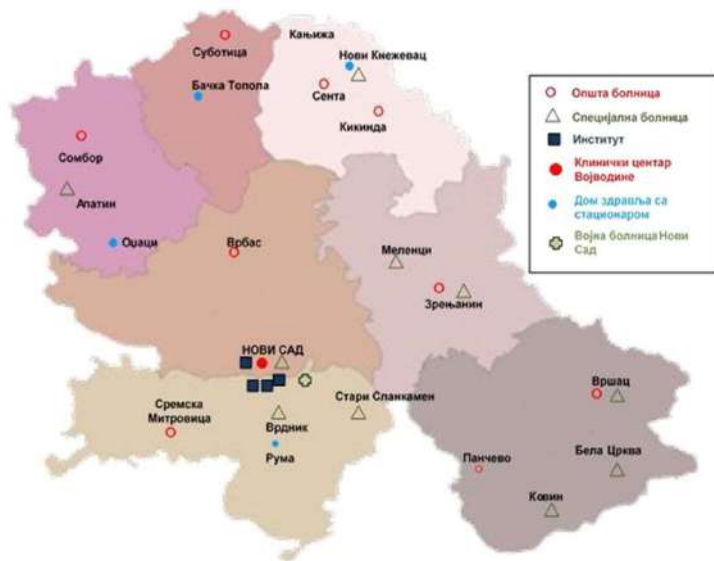 Кањижа
Суботица
Нови Кнежевац
Бачка Топола
Сента
Кикинда
Сомбор
Апатин
Оџаци
Врбас
Меленци
Зрењанин
НОВИ САД
Стари Сланкамен
Сремска
Митровица
Врдник
Рума
Вршац
Панчево
Бела Црква
Ковин
Општа болница
Специјална болница
Институт
Клинички центар
Војводине
Дом здравља са
стационаром
Војна болница Нови
Сад